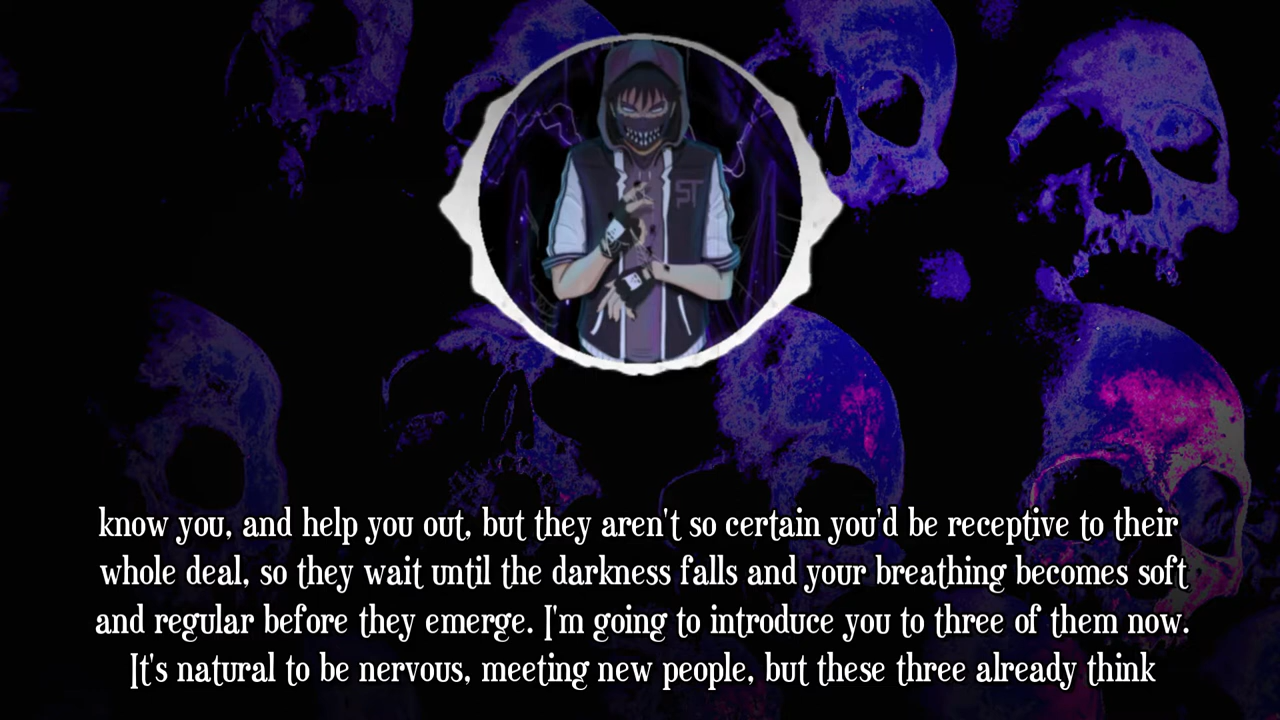 ST
know you, and help you out, but they aren't so certain you'd be receptive to their
whole deal, so they wait until the darkness falls and your breathing becomes soft
and regular before they emerge. I'm going to introduce you to three of them now.
It's natural to be nervous, meeting new people, but these three already think